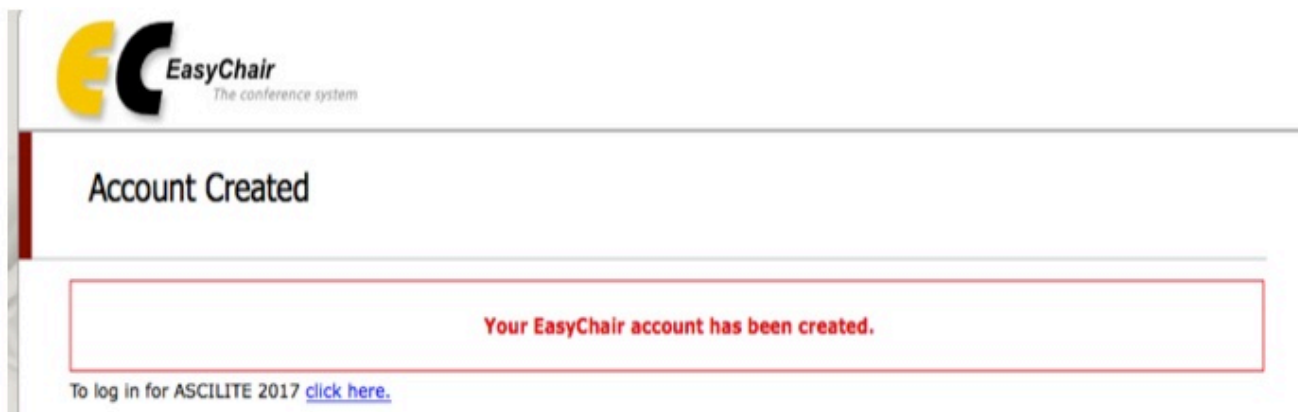 EC
EasyChair
The conference system
Account Created
Your EasyChair account has been created.
To log in for ASCILITE 2017 click here.